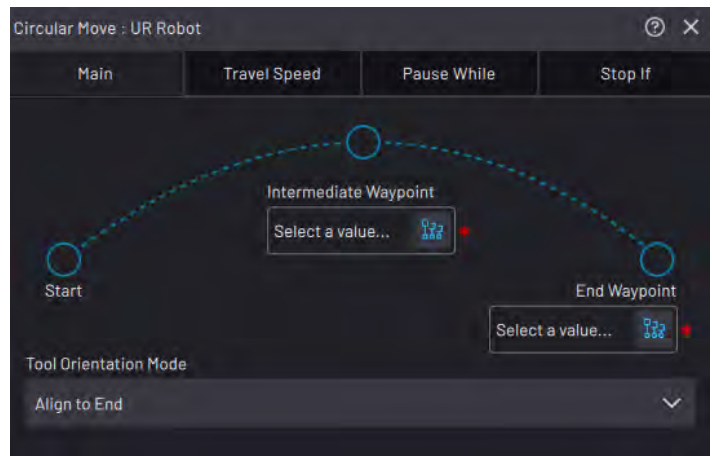 Circular Move : UR Robot
Main
Travel Speed
Pause While
Stop If
Intermediate Waypoint
Select a value...
Start
End Waypoint
Select a value...
Tool Orientation Mode
Align to End